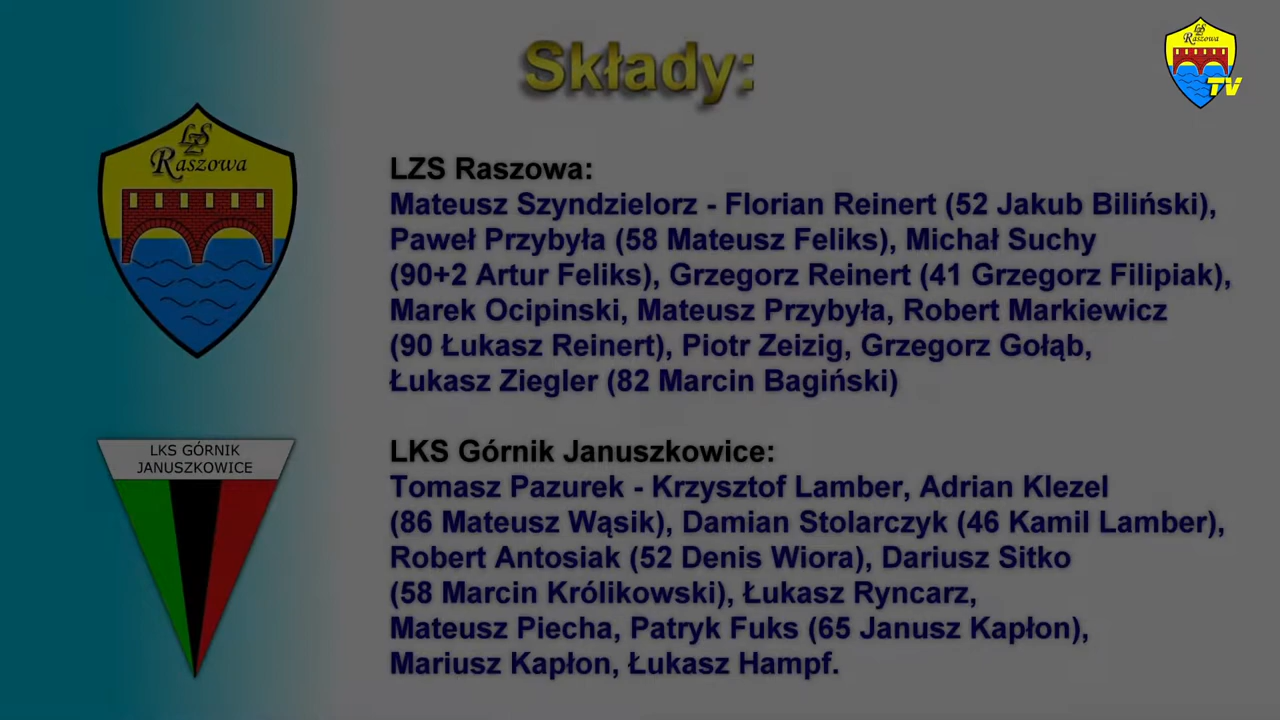 Składy:
LZS
Raszowa
TV
LZS
Raszowa
LZS Raszowa:
Mateusz Szyndzielorz - Florian Reinert (52 Jakub Biliński),
Paweł Przybyła (58 Mateusz Feliks), Michał Suchy
(90+2 Artur Feliks), Grzegorz Reinert (41 Grzegorz Filipiak),
Marek Ocipinski, Mateusz Przybyła, Robert Markiewicz
(90 Łukasz Reinert), Piotr Zeizig, Grzegorz Gołąb,
Łukasz Ziegler (82 Marcin Bagiński)
LKS GÓRNIK
JANUSZKOWICE
LKS Górnik Januszkowice:
Tomasz Pazurek - Krzysztof Lamber, Adrian Klezel
(86 Mateusz Wąsik), Damian Stolarczyk (46 Kamil Lamber),
Robert Antosiak (52 Denis Wiora), Dariusz Sitko
(58 Marcin Królikowski), Łukasz Ryncarz,
Mateusz Piecha, Patryk Fuks (65 Janusz Kapłon),
Mariusz Kapłon, Łukasz Hampf.